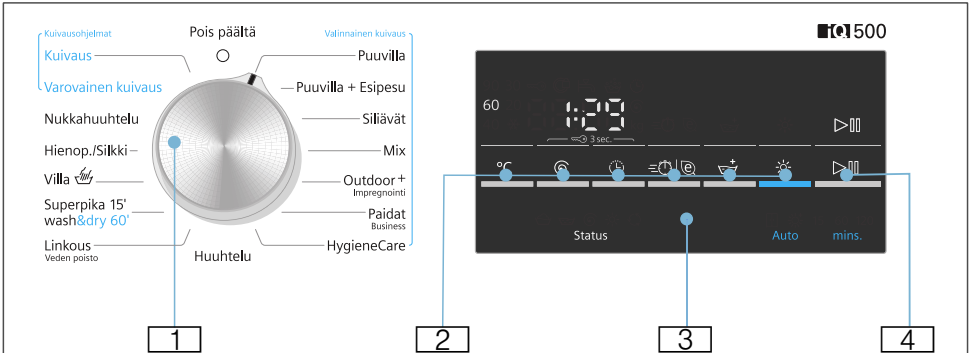 Kuivausohjelmat
Pois päältä
Valinnainen kuivaus
Kuivaus
Varovainen kuivaus
Nukkahuuhtelu
Hienop./Silkki
Villa
Superpika 15'
wash&dry 60'
Linkous
Veden poisto
Huuhtelu
Puuvilla
Puuvilla + Esipesu
Siliävät
Mix
Outdoor+
Impregnointi
Paidat
Business
HygieneCare
iQ 500
60
1:29
3 sec.
°C
Status
Auto
mins.
1
2
3
4